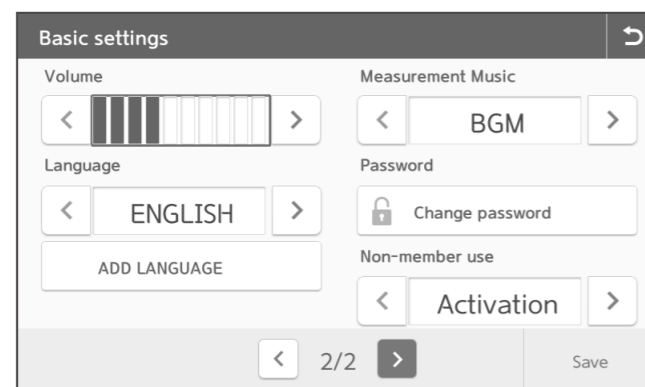 Basic settings
Volume
Measurement Music
BGM
Language
Password
ENGLISH
Change password
ADD LANGUAGE
Non-member use
Activation
2/2
Save